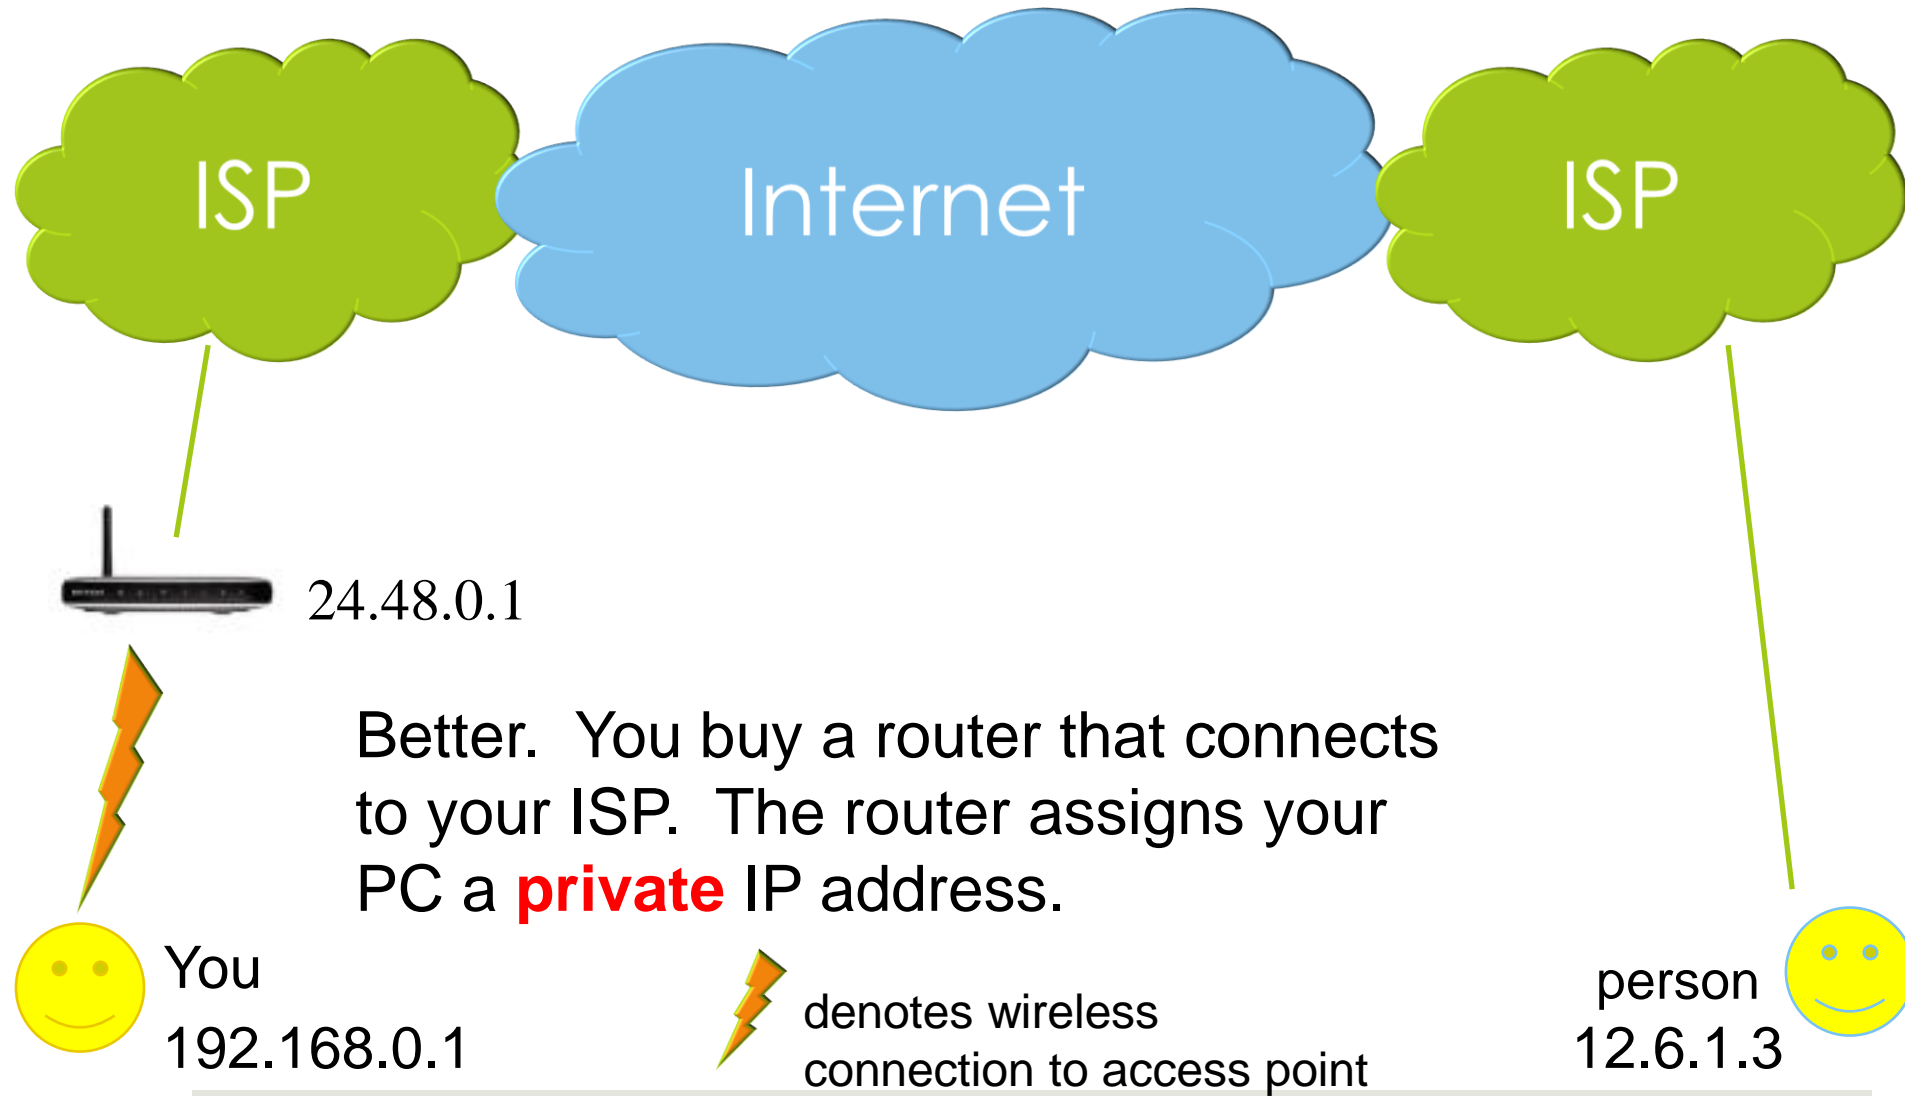 ISP
Internet
ISP
24.48.0.1
Better.  You buy a router that connects
to your ISP.  The router assigns your
PC a private IP address.
You
192.168.0.1
denotes wireless
connection to access point
person
12.6.1.3